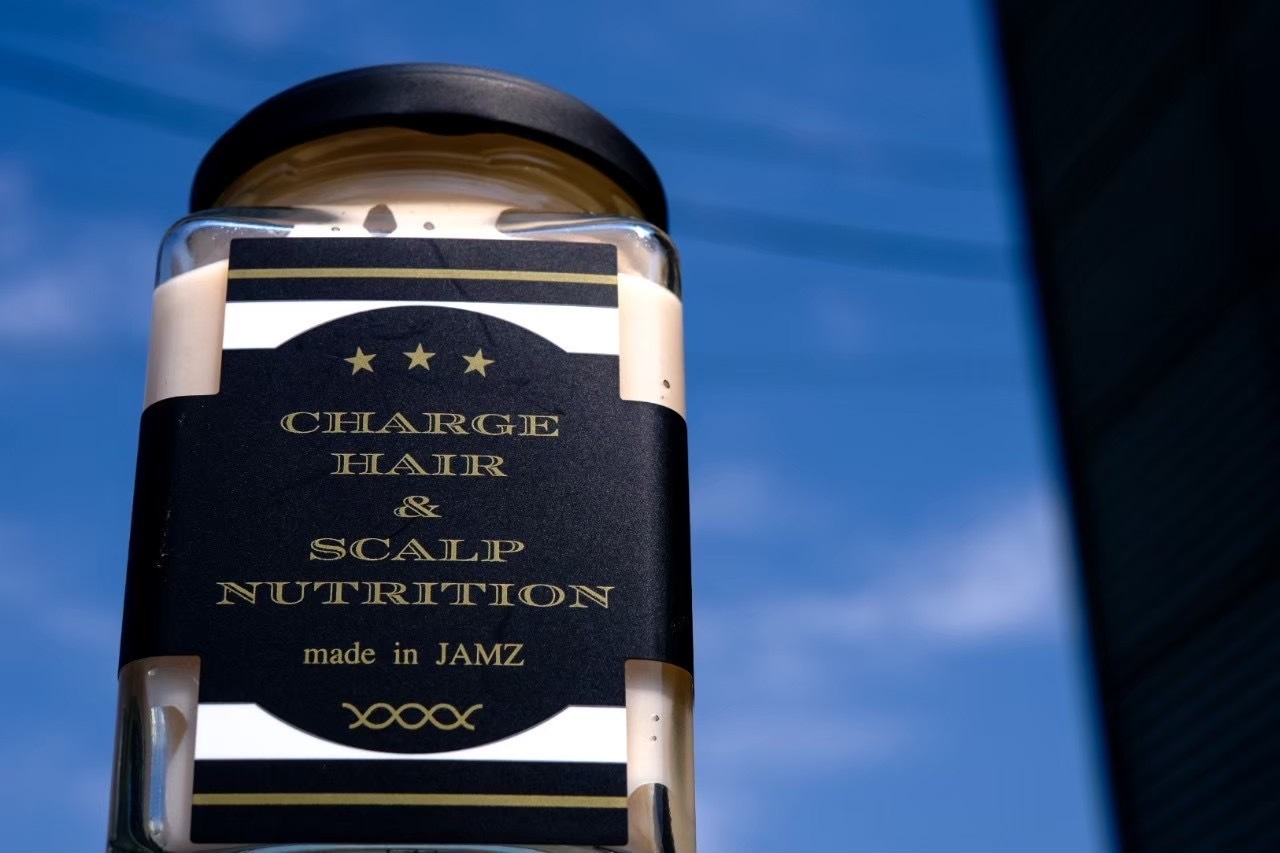 CHARGE
HAIR
&
SCALP
NUTRITION
made in JAMZ